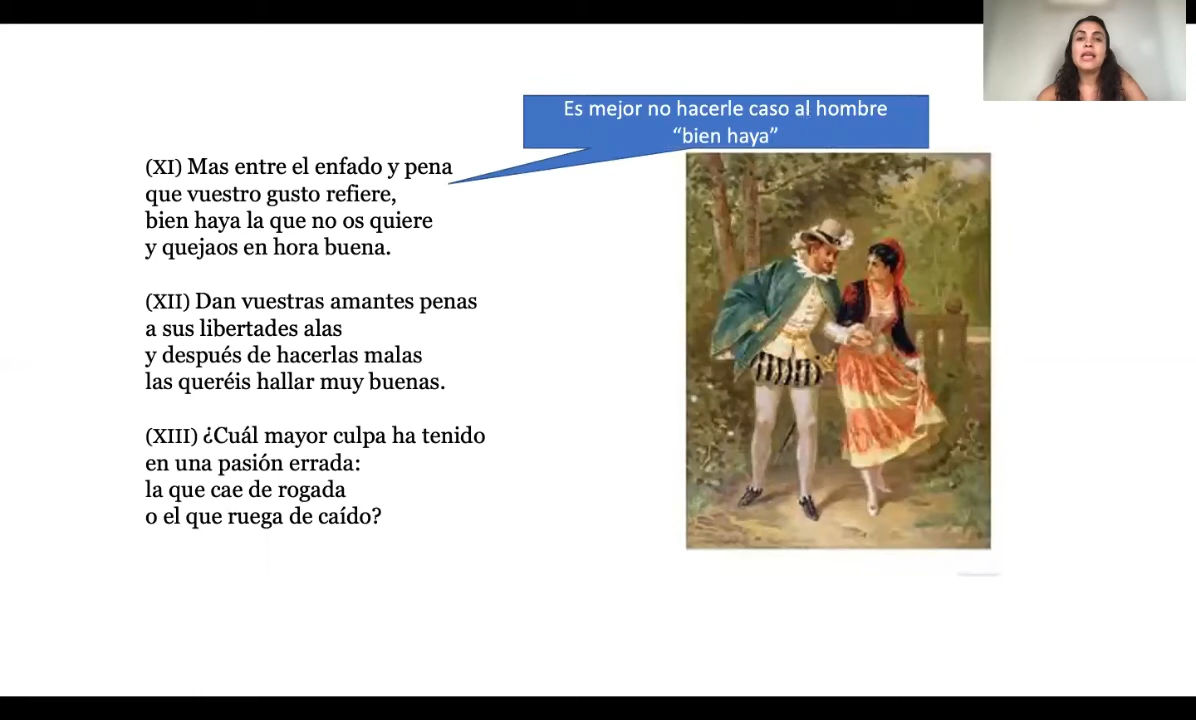 Es mejor no hacerle caso al hombre
“bien haya”
(XI) Mas entre el enfado y pena
que vuestro gusto refiere,
bien haya la que no os quiere
y quejaos en hora buena.
(XII) Dan vuestras amantes penas
a sus libertades alas
y después de hacerlas malas
las queréis hallar muy buenas.
(XIII) ¿Cuál mayor culpa ha tenido
en una pasión errada:
la que cae de rogada
o el que ruega de caído?